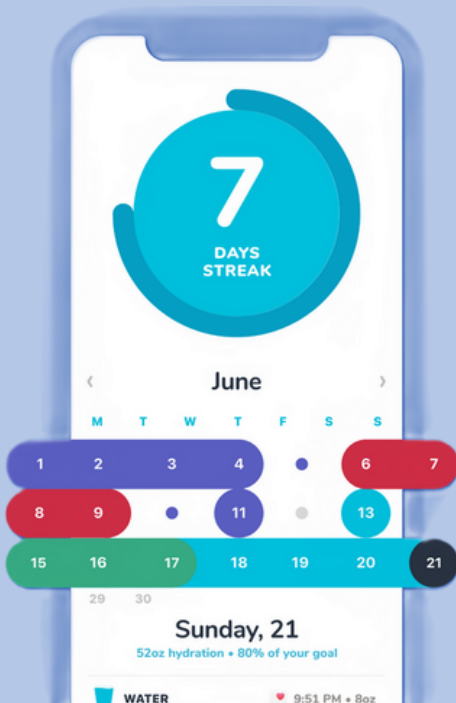 7
DAYS
STREAK
‹ June ›
M T W T F S S
1 2 3 4 6 7
8 9 11 13
15 16 17 18 19 20 21
29 30
Sunday, 21
52oz hydration • 80% of your goal
WATER 9:51 PM • 8oz